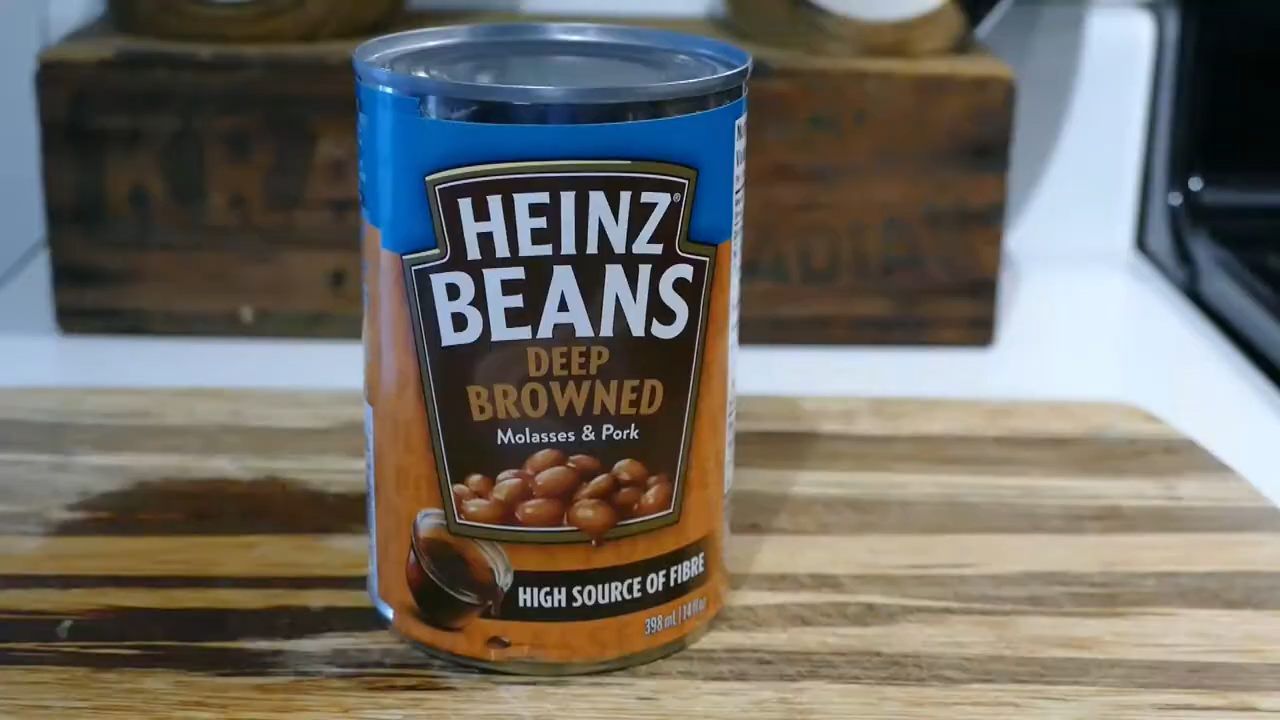 HEINZ®
BEANS
DEEP
BROWNED
Molasses & Pork
HIGH SOURCE OF FIBRE
398 mL | 14 fl oz